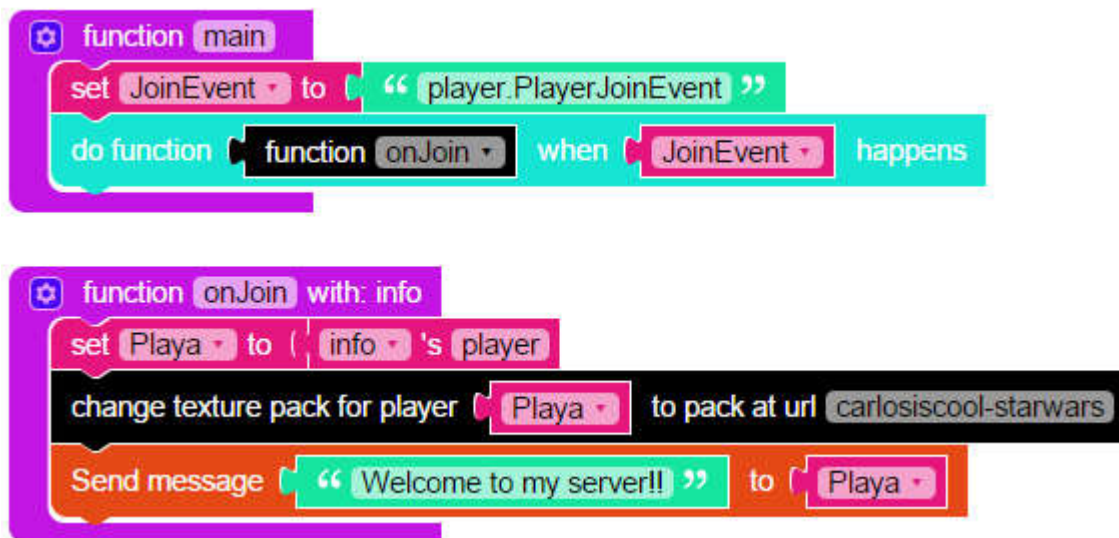 function main
set JoinEvent to “ player.PlayerJoinEvent ”
do function function onJoin when JoinEvent happens
function onJoin with: info
set Playa to info 's player
change texture pack for player Playa to pack at url carlosiscool-starwars
Send message “ Welcome to my server!! ” to Playa